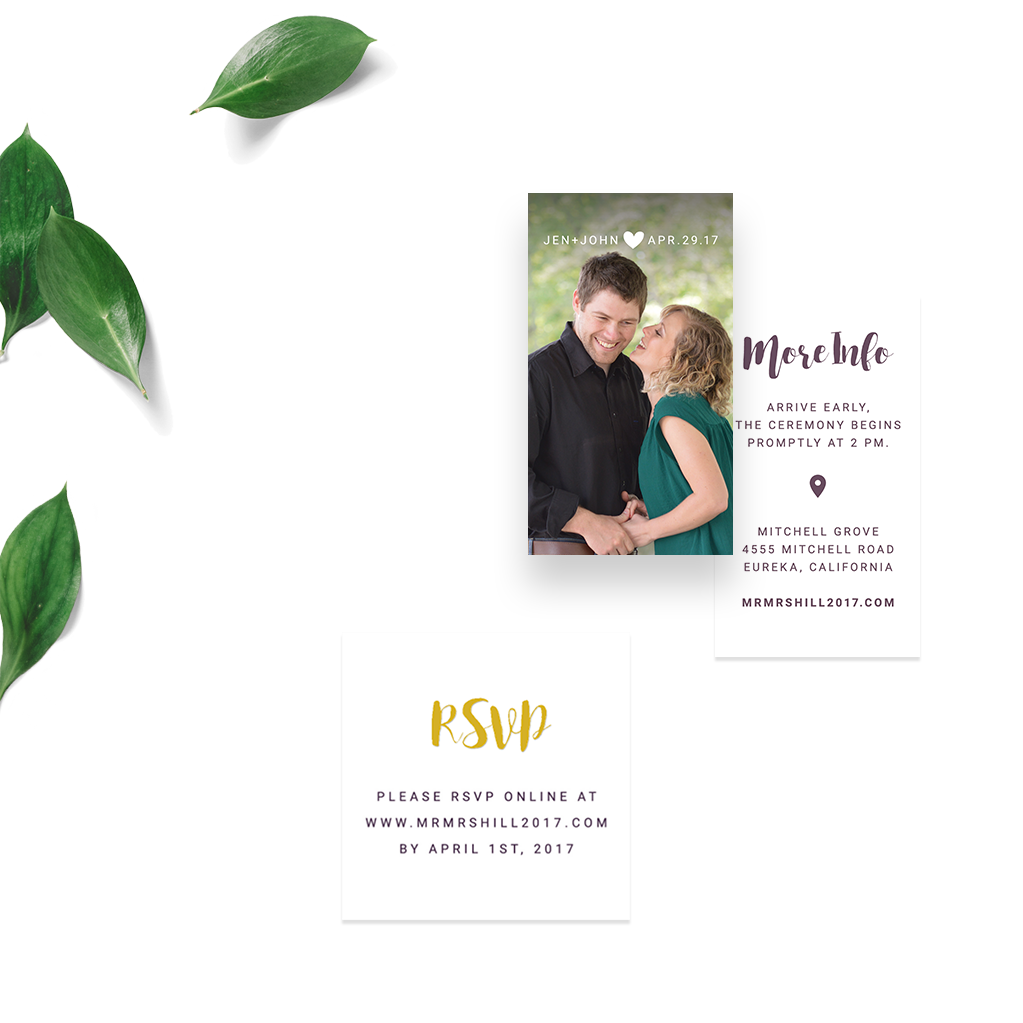 JEN+JOHN APR.29.17
More Info
ARRIVE EARLY,
THE CEREMONY BEGINS
PROMPTLY AT 2 PM.
MITCHELL GROVE
4555 MITCHELL ROAD
EUREKA, CALIFORNIA
MRMRSHILL2017.COM
RSVP
PLEASE RSVP ONLINE AT
WWW.MRMRSHILL2017.COM
BY APRIL 1ST, 2017